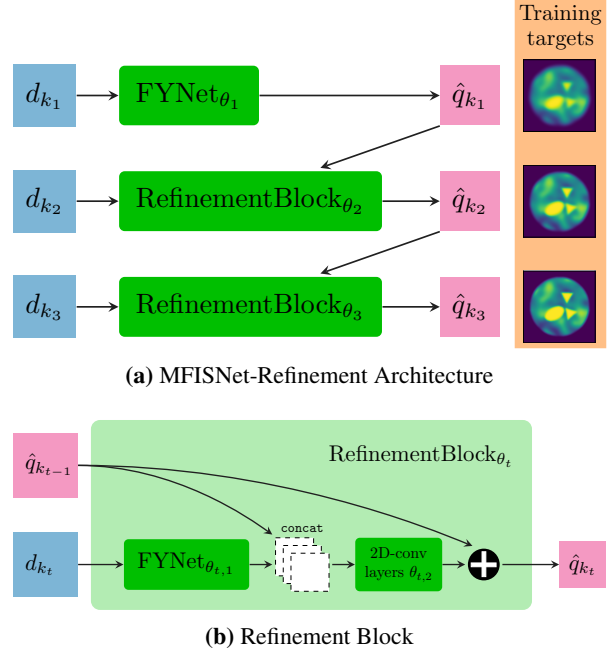 Training
targets
d_{k_1}
FYNet_{θ_1}
q̂_{k_1}
d_{k_2}
RefinementBlock_{θ_2}
q̂_{k_2}
d_{k_3}
RefinementBlock_{θ_3}
q̂_{k_3}
(a) MFISNet-Refinement Architecture
q̂_{k_{t-1}}
RefinementBlock_{θ_t}
concat
d_{k_t}
FYNet_{θ_{t,1}}
2D-conv
layers θ_{t,2}
q̂_{k_t}
(b) Refinement Block